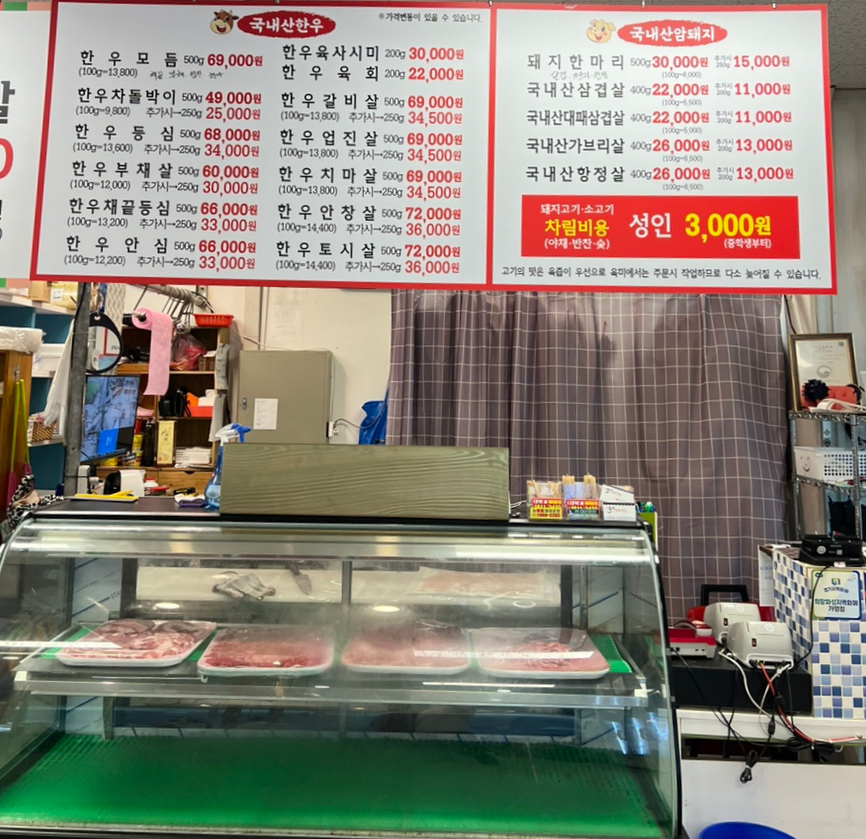 국내산한우
※가격변동이 있을 수 있습니다.
한우모듬 500g 69,000원
(100g=13,800)
한우차돌박이 500g 49,000원
(100g=9,800) 추가시→250g 25,000원
한우등심 500g 68,000원
(100g=13,600) 추가시→250g 34,000원
한우부채살 500g 60,000원
(100g=12,000) 추가시→250g 30,000원
한우채끝등심 500g 66,000원
(100g=13,200) 추가시→250g 33,000원
한우안심 500g 66,000원
(100g=12,200) 추가시→250g 33,000원
한우육사시미 200g 30,000원
한우육회 200g 22,000원
한우갈비살 500g 69,000원
(100g=13,800) 추가시→250g 34,500원
한우업진살 500g 69,000원
(100g=13,800) 추가시→250g 34,500원
한우치마살 500g 69,000원
(100g=13,800) 추가시→250g 34,500원
한우안창살 500g 72,000원
(100g=14,400) 추가시→250g 36,000원
한우토시살 500g 72,000원
(100g=14,400) 추가시→250g 36,000원
국내산암돼지
돼지한마리 500g 30,000원 추가시 250g 15,000원
(100g=6,000)
국내산삼겹살 400g 22,000원 추가시 200g 11,000원
(100g=5,500)
국내산대패삼겹살 400g 22,000원 추가시 200g 11,000원
(100g=5,000)
국내산가브리살 400g 26,000원 추가시 200g 13,000원
(100g=6,500)
국내산항정살 400g 26,000원 추가시 200g 13,000원
(100g=6,500)
돼지고기·소고기
차림비용 성인 3,000원
(야채·반찬·숯) (중학생부터)
고기의 맛은 육즙이 우선으로 육미에서는 주문시 작업하므로 다소 늦어질 수 있습니다.